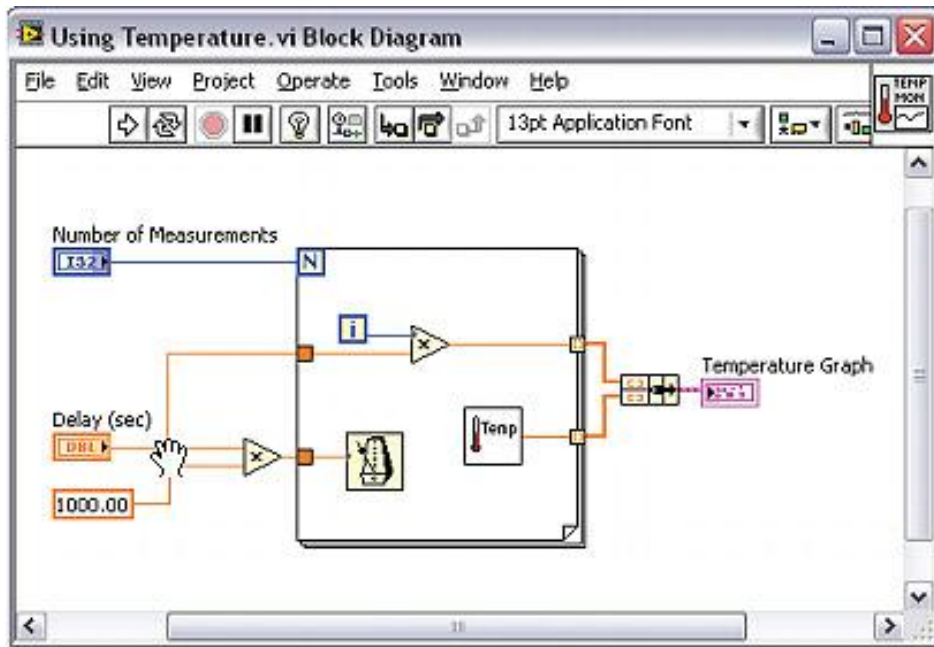 Using Temperature.vi Block Diagram
File Edit View Project Operate Tools Window Help
TEMP
MON
13pt Application Font
Number of Measurements
I32
N
i
x
Temperature Graph
Delay (sec)
DBL
x
Temp
1000.00